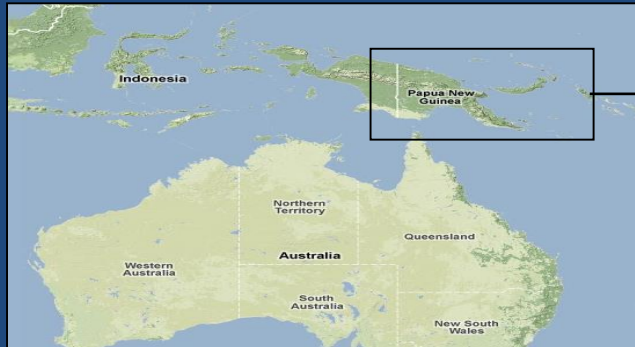 Indonesia
Papua New
Guinea
Northern
Territory
Queensland
Western
Australia
Australia
South
Australia
New South
Wales